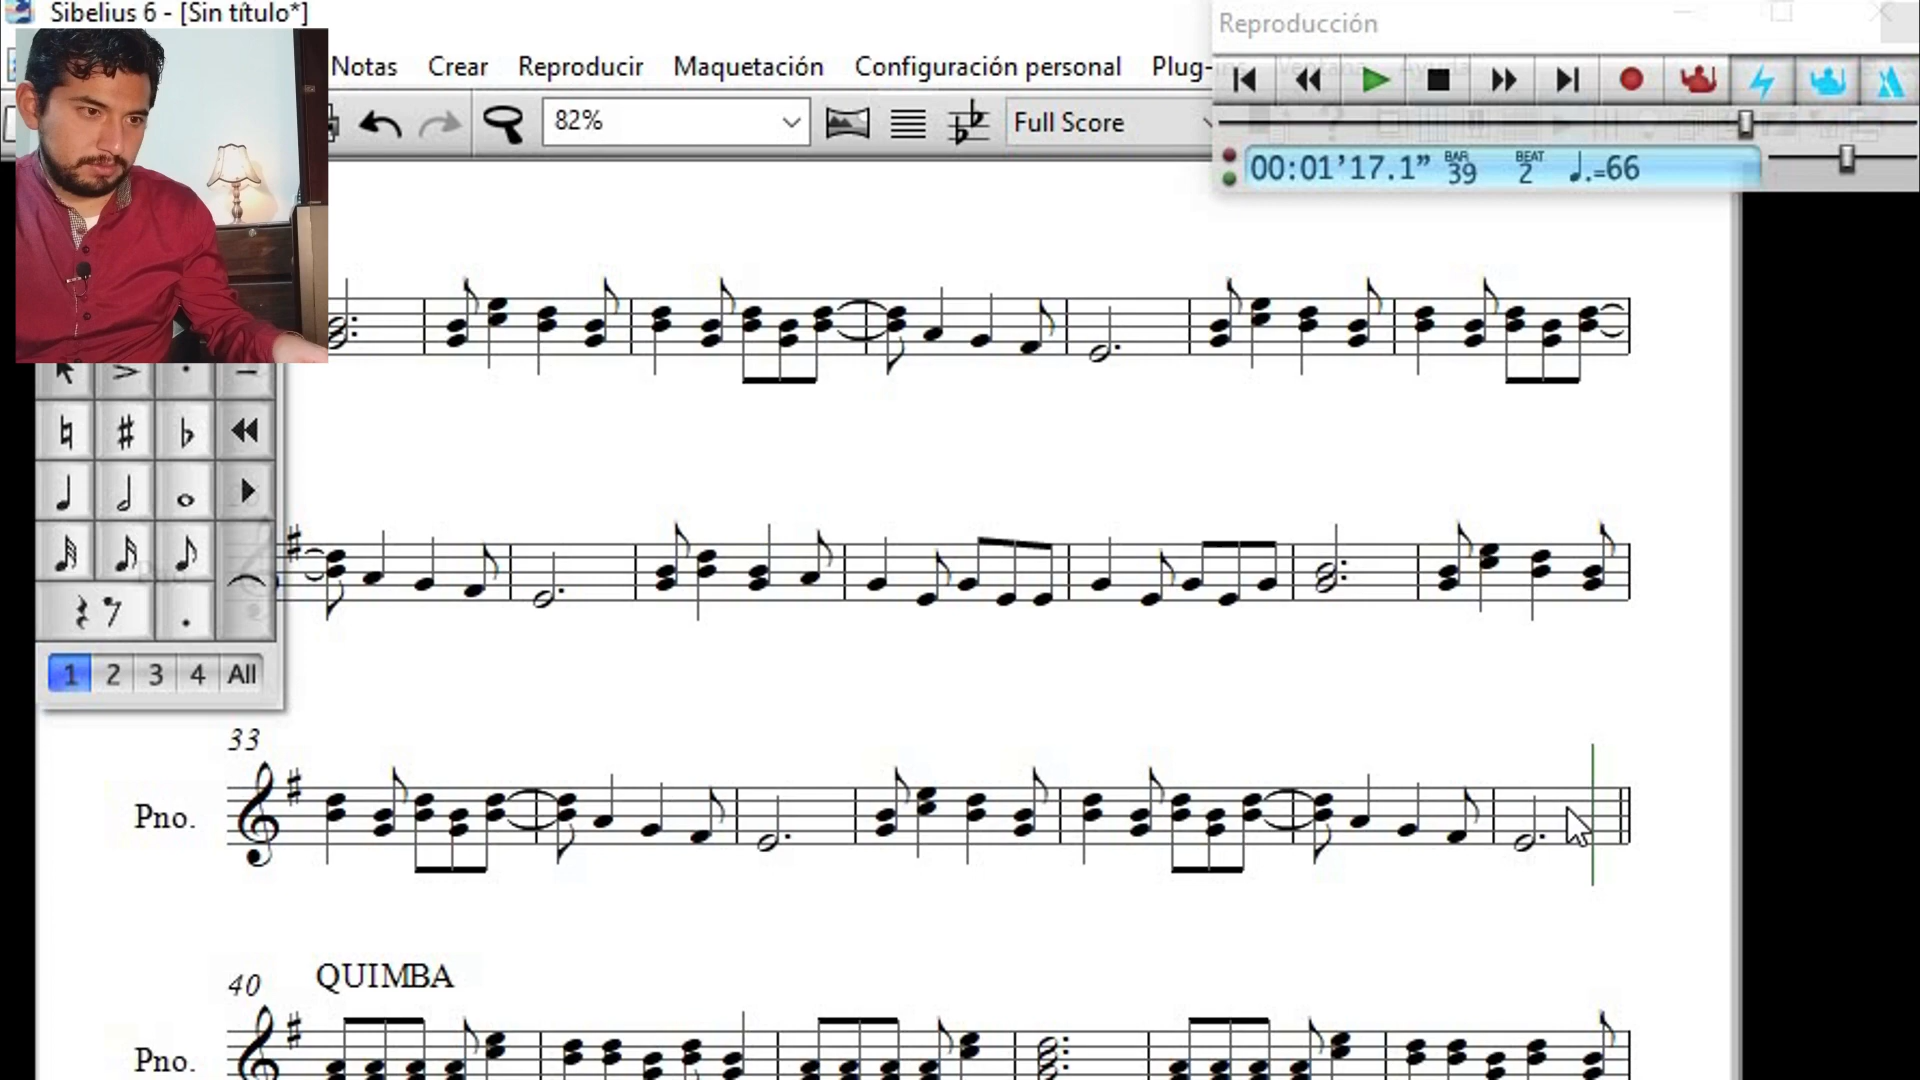 Sibelius 6 - [Sin título*]
Reproducción
Notas Crear Reproducir Maquetación Configuración personal Plug-
82%
Full Score
00:01'17.1” BAR 39 BEAT 2 ♩.=66
1 2 3 4 All
33
Pno.
QUIMBA
40
Pno.